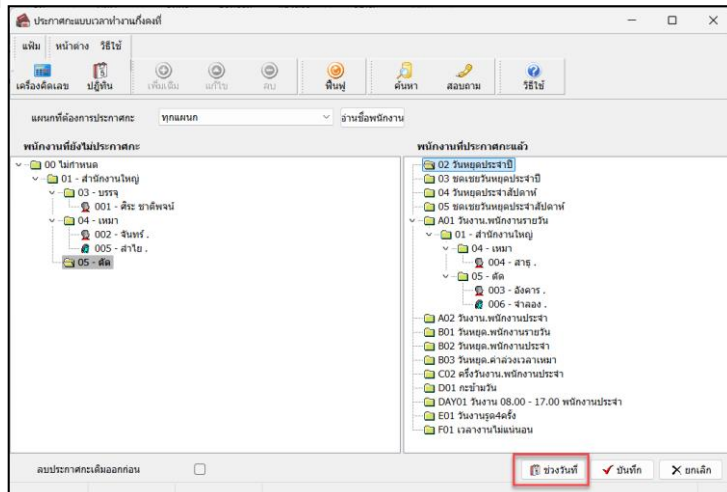 ประกาศกะแบบเวลาทำงานกึ่งคงที่
แฟ้ม หน้าต่าง วิธีใช้
เครื่องคิดเลข ปฏิทิน เพิ่มเติม แก้ไข ลบ ฟื้นฟู ค้นหา สอบถาม วิธีใช้
แผนกที่ต้องการประกาศกะ ทุกแผนก อ่านชื่อพนักงาน
พนักงานที่ยังไม่ประกาศกะ
00 ไม่กำหนด
01 - สำนักงานใหญ่
03 - บรรจุ
001 - ศิระ ชาติพจน์
04 - เหมา
002 - จันทร์ .
005 - ลำไย .
05 - ตัด
พนักงานที่ประกาศกะแล้ว
02 วันหยุดประจำปี
03 ชดเชยวันหยุดประจำปี
04 วันหยุดประจำสัปดาห์
05 ชดเชยวันหยุดประจำสัปดาห์
A01 วันงาน.พนักงานรายวัน
01 - สำนักงานใหญ่
04 - เหมา
004 - สาธุ .
05 - ตัด
003 - อังคาร .
006 - จำลอง .
A02 วันงาน.พนักงานประจำ
B01 วันหยุด.พนักงานรายวัน
B02 วันหยุด.พนักงานประจำ
B03 วันหยุด.ค่าล่วงเวลาเหมา
C02 ครึ่งวันงาน.พนักงานประจำ
D01 กะข้ามวัน
DAY01 วันงาน 08.00 - 17.00 พนักงานประจำ
E01 วันงานรูด4ครั้ง
F01 เวลางานไม่แน่นอน
ลบประกาศกะเดิมออกก่อน ช่วงวันที่ บันทึก ยกเลิก